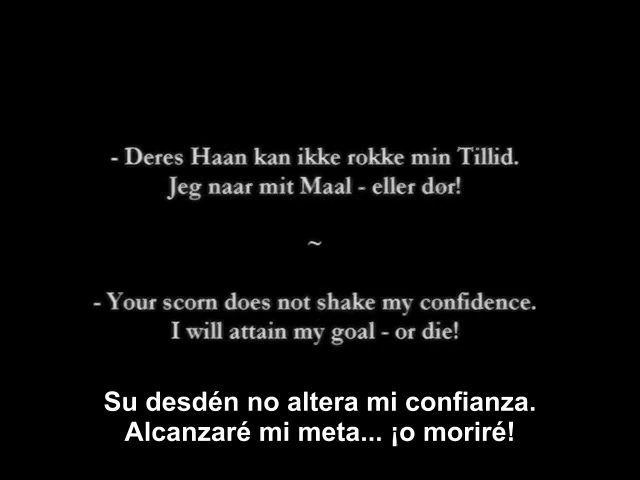 - Deres Haan kan ikke rokke min Tillid.
Jeg naar mit Maal - eller dør!
~
- Your scorn does not shake my confidence.
I will attain my goal - or die!
Su desdén no altera mi confianza.
Alcanzaré mi meta... ¡o moriré!